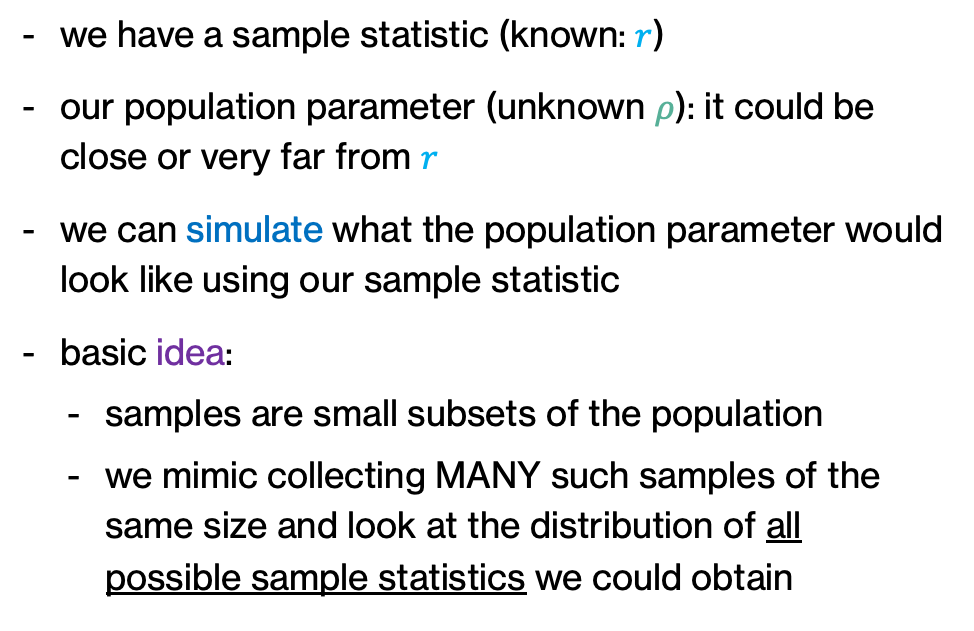 - we have a sample statistic (known: r)
- our population parameter (unknown ρ): it could be
close or very far from r
- we can simulate what the population parameter would
look like using our sample statistic
- basic idea:
- samples are small subsets of the population
- we mimic collecting MANY such samples of the
same size and look at the distribution of all
possible sample statistics we could obtain